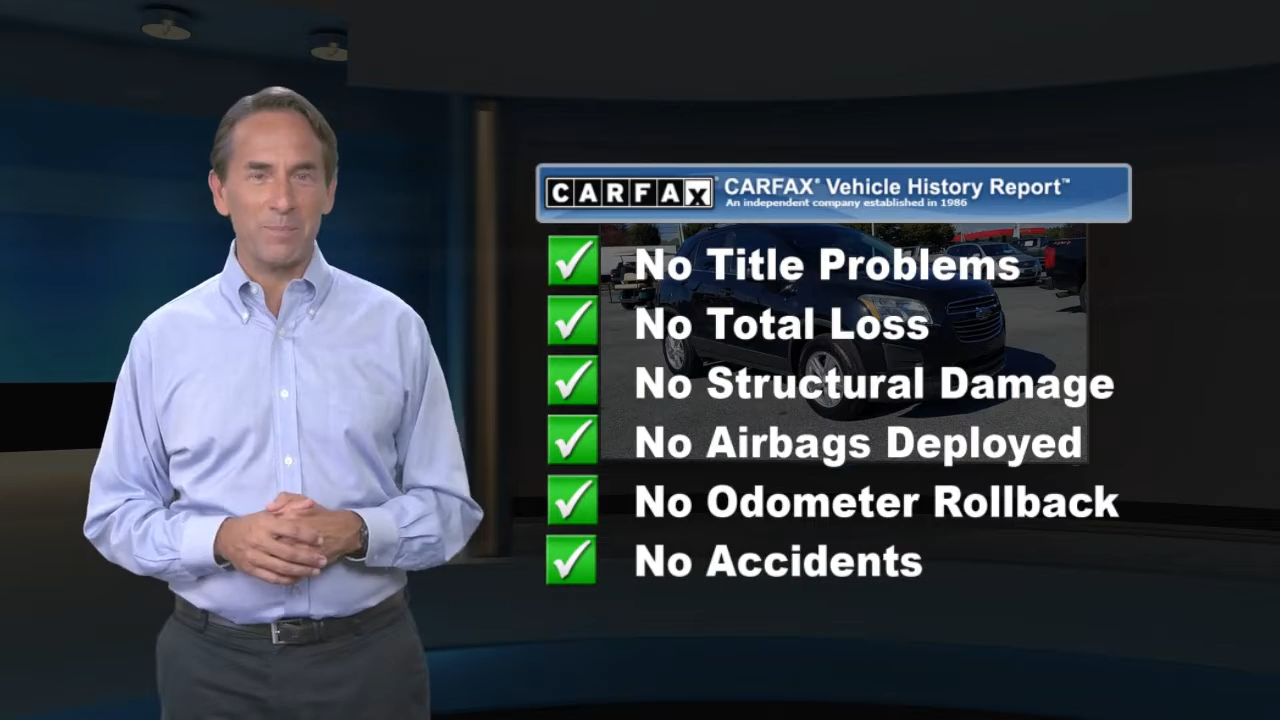 CARFAX
CARFAX® Vehicle History Report™
An independent company established in 1986
No Title Problems
No Total Loss
No Structural Damage
No Airbags Deployed
No Odometer Rollback
No Accidents